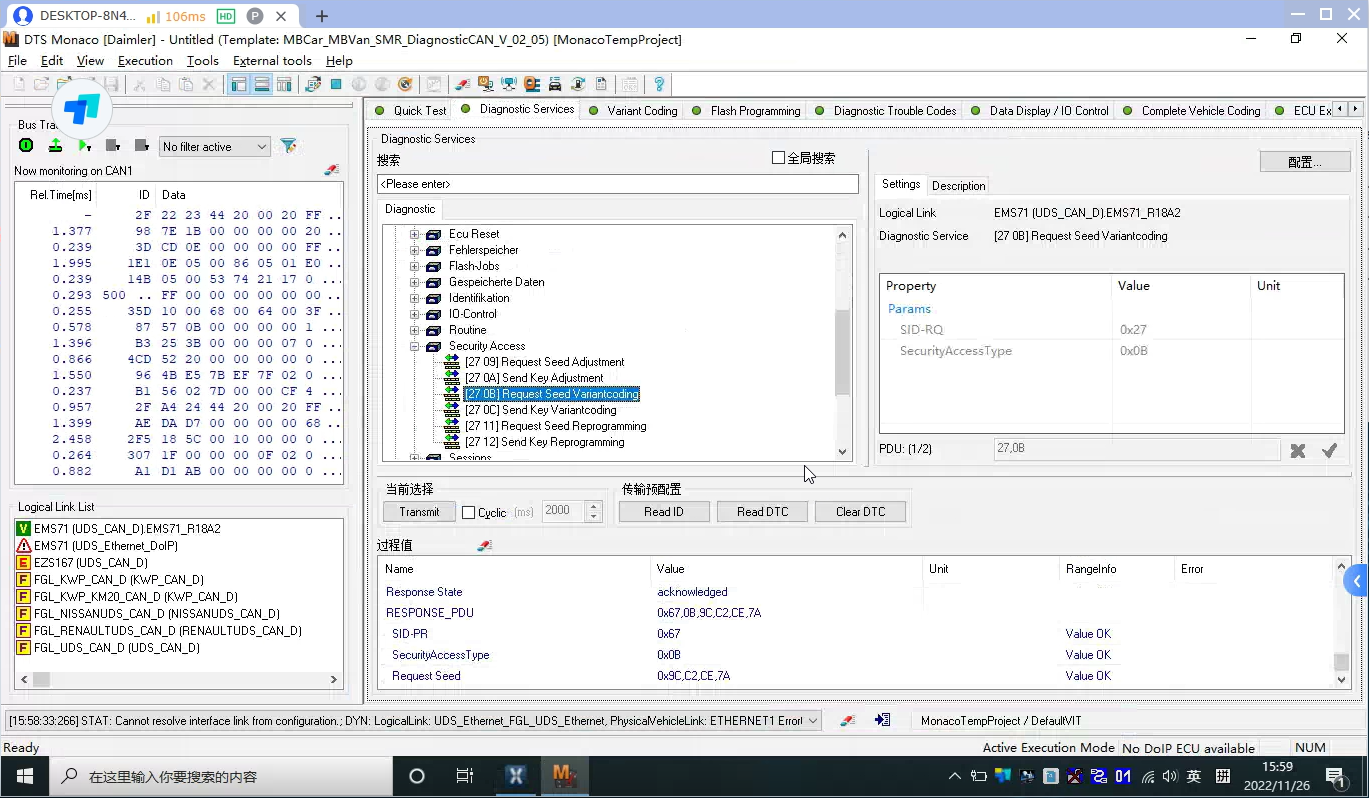 DESKTOP-8N4... 106ms HD P
DTS Monaco [Daimler] - Untitled (Template: MBCar_MBVan_SMR_DiagnosticCAN_V_02_05) [MonacoTempProject]
File Edit View Execution Tools External tools Help
Bus Tra
No filter active
Now monitoring on CAN1
Rel.Time[ms] ID Data
– 2F 22 23 44 20 00 20 FF ..
1.377 98 7E 1B 00 00 00 00 20 ...
0.239 3D CD 0E 00 00 00 00 FF ...
1.995 1E1 0E 05 00 86 05 01 E0 ...
0.239 14B 05 00 53 74 21 17 0 ...
0.293 500 .. FF 00 00 00 00 00 00 ...
0.255 35D 10 00 68 00 64 00 3F ...
0.578 87 57 0B 00 00 00 00 1 ...
1.396 B3 25 3B 00 00 00 07 0 ...
0.866 4CD 52 20 00 00 00 00 0 ...
1.550 96 4B E5 7B EF 7F 02 0 ...
0.237 B1 56 02 7D 00 00 CF 4 ...
0.957 2F A4 24 44 20 00 20 FF ...
1.399 AE DA D7 00 00 00 00 68 ...
2.458 2F5 18 5C 00 10 00 00 0 ...
0.264 307 1F 00 00 00 0F 02 0 ...
0.882 A1 D1 AB 00 00 00 00 0 ...
Logical Link List
V EMS71 (UDS_CAN_D).EMS71_R18A2
EMS71 (UDS_Ethernet_DoIP)
E EZS167 (UDS_CAN_D)
F FGL_KWP_CAN_D (KWP_CAN_D)
F FGL_KWP_KM20_CAN_D (KWP_CAN_D)
F FGL_NISSANUDS_CAN_D (NISSANUDS_CAN_D)
F FGL_RENAULTUDS_CAN_D (RENAULTUDS_CAN_D)
F FGL_UDS_CAN_D (UDS_CAN_D)
Quick Test Diagnostic Services Variant Coding Flash Programming Diagnostic Trouble Codes Data Display / IO Control Complete Vehicle Coding ECU Ex
Diagnostic Services
搜索 全局搜索
<Please enter>
Diagnostic
Ecu Reset
Fehlerspeicher
Flash-Jobs
Gespeicherte Daten
Identifikation
IO-Control
Routine
Security Access
[27 09] Request Seed Adjustment
[27 0A] Send Key Adjustment
[27 0B] Request Seed Variantcoding
[27 0C] Send Key Variantcoding
[27 11] Request Seed Reprogramming
[27 12] Send Key Reprogramming
Sessions
配置...
Settings Description
Logical Link EMS71 (UDS_CAN_D).EMS71_R18A2
Diagnostic Service [27 0B] Request Seed Variantcoding
Property Value Unit
Params
SID-RQ 0x27
SecurityAccessType 0x0B
PDU: (1/2) 27,0B
当前选择 传输预配置
Transmit Cyclic (ms) 2000 Read ID Read DTC Clear DTC
过程值
Name Value Unit RangeInfo Error
Response State acknowledged
RESPONSE_PDU 0x67,0B,9C,C2,CE,7A
SID-PR 0x67 Value OK
SecurityAccessType 0x0B Value OK
Request Seed 0x9C,C2,CE,7A Value OK
[15:58:33:266] STAT: Cannot resolve interface link from configuration.; DYN: LogicalLink: UDS_Ethernet_FGL_UDS_Ethernet, PhysicalVehicleLink: ETHERNET1 Error( MonacoTempProject / DefaultVIT
Ready Active Execution Mode No DoIP ECU available NUM
在这里输入你要搜索的内容 01 英 拼 15:59
2022/11/26 1